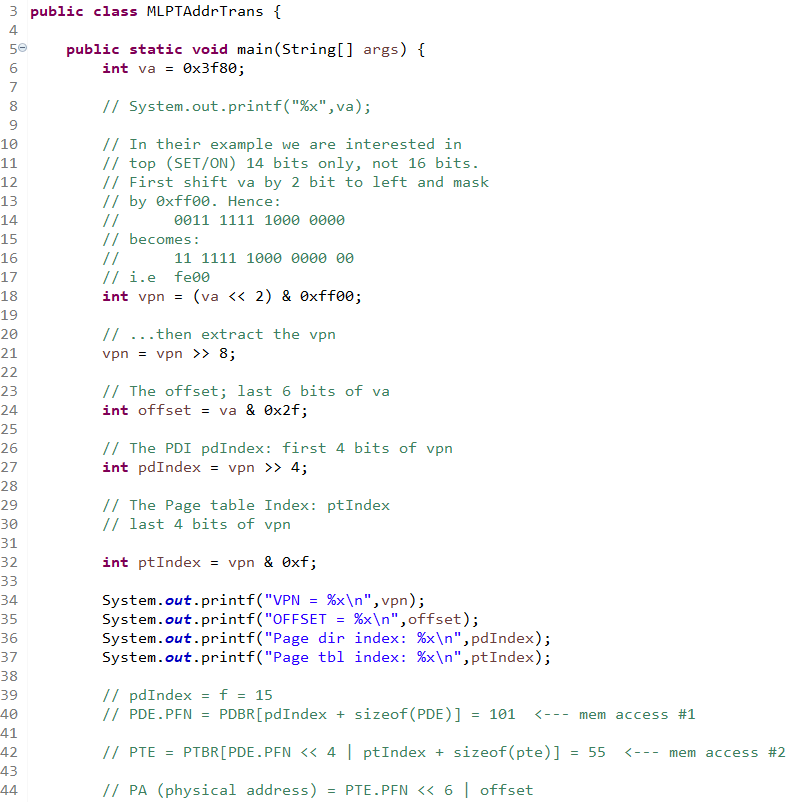 3 public class MLPTAddrTrans {
4
5 public static void main(String[] args) {
6 int va = 0x3f80;
7
8 // System.out.printf("%x",va);
9
10 // In their example we are interested in
11 // top (SET/ON) 14 bits only, not 16 bits.
12 // First shift va by 2 bit to left and mask
13 // by 0xff00. Hence:
14 // 0011 1111 1000 0000
15 // becomes:
16 // 11 1111 1000 0000 00
17 // i.e fe00
18 int vpn = (va << 2) & 0xff00;
19
20 // ...then extract the vpn
21 vpn = vpn >> 8;
22
23 // The offset; last 6 bits of va
24 int offset = va & 0x2f;
25
26 // The PDI pdIndex: first 4 bits of vpn
27 int pdIndex = vpn >> 4;
28
29 // The Page table Index: ptIndex
30 // last 4 bits of vpn
31
32 int ptIndex = vpn & 0xf;
33
34 System.out.printf("VPN = %x\n",vpn);
35 System.out.printf("OFFSET = %x\n",offset);
36 System.out.printf("Page dir index: %x\n",pdIndex);
37 System.out.printf("Page tbl index: %x\n",ptIndex);
38
39 // pdIndex = f = 15
40 // PDE.PFN = PDBR[pdIndex + sizeof(PDE)] = 101 <--- mem access #1
41
42 // PTE = PTBR[PDE.PFN << 4 | ptIndex + sizeof(pte)] = 55 <--- mem access #2
43
44 // PA (physical address) = PTE.PFN << 6 | offset